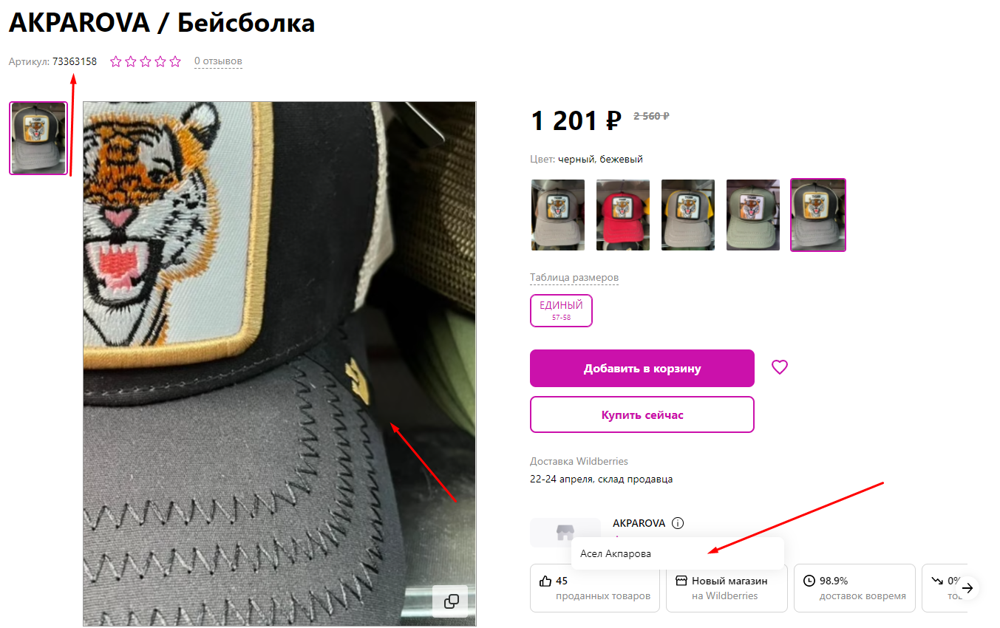 AKPAROVA / Бейсболка
Артикул: 73363158
0 отзывов
TIGER
1 201 ₽
2 560 ₽
Цвет: черный, бежевый
Таблица размеров
ЕДИНЫЙ
57-58
Добавить в корзину
Купить сейчас
Доставка Wildberries
22-24 апреля, склад продавца
AKPAROVA
Асел Акпарова
45
проданных товаров
Новый магазин
на Wildberries
98.9%
доставок вовремя
0%